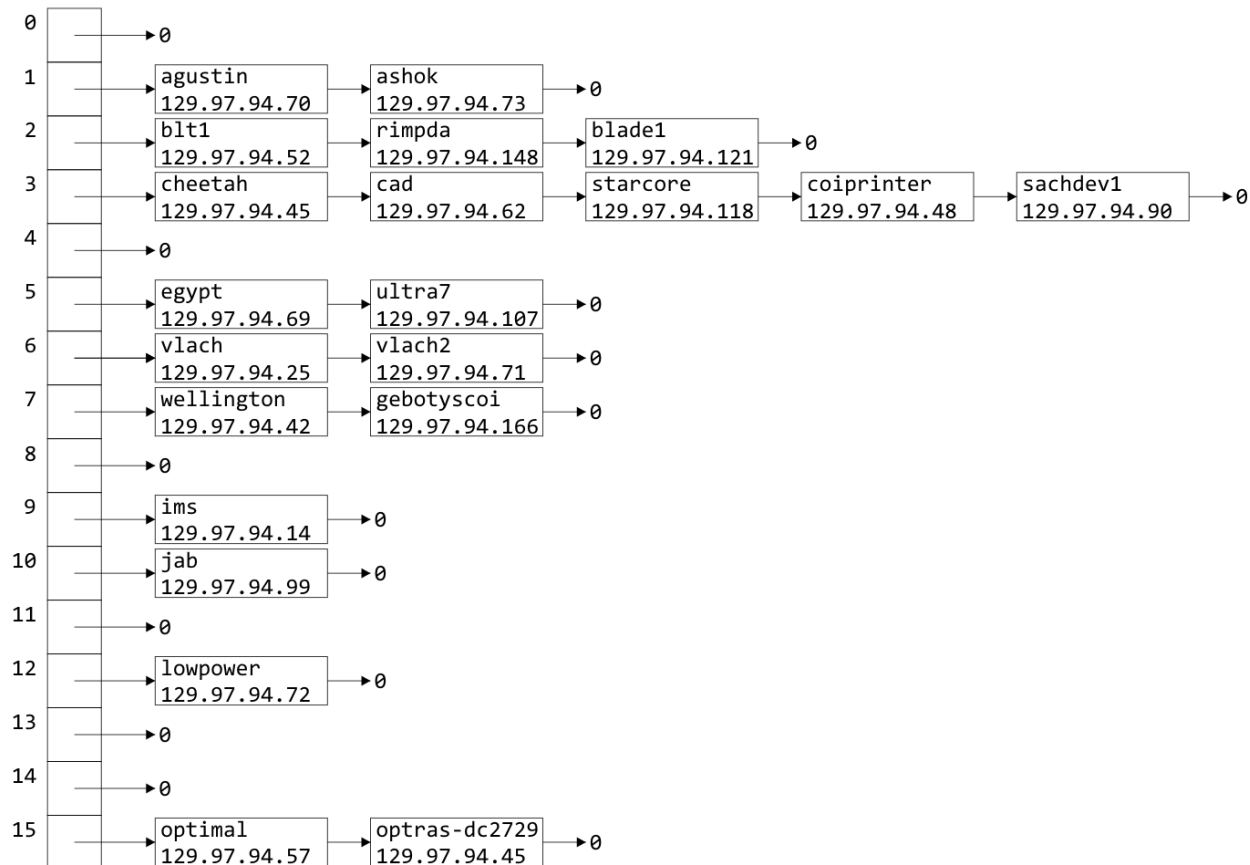 0
0
1
agustin
129.97.94.70
ashok
129.97.94.73
0
2
blt1
129.97.94.52
rimpda
129.97.94.148
blade1
129.97.94.121
0
3
cheetah
129.97.94.45
cad
129.97.94.62
starcore
129.97.94.118
coiprinter
129.97.94.48
sachdev1
129.97.94.90
0
4
0
5
egypt
129.97.94.69
ultra7
129.97.94.107
0
6
vlach
129.97.94.25
vlach2
129.97.94.71
0
7
wellington
129.97.94.42
gebotyscoi
129.97.94.166
0
8
0
9
ims
129.97.94.14
0
10
jab
129.97.94.99
0
11
0
12
lowpower
129.97.94.72
0
13
0
14
0
15
optimal
129.97.94.57
optras-dc2729
129.97.94.45
0